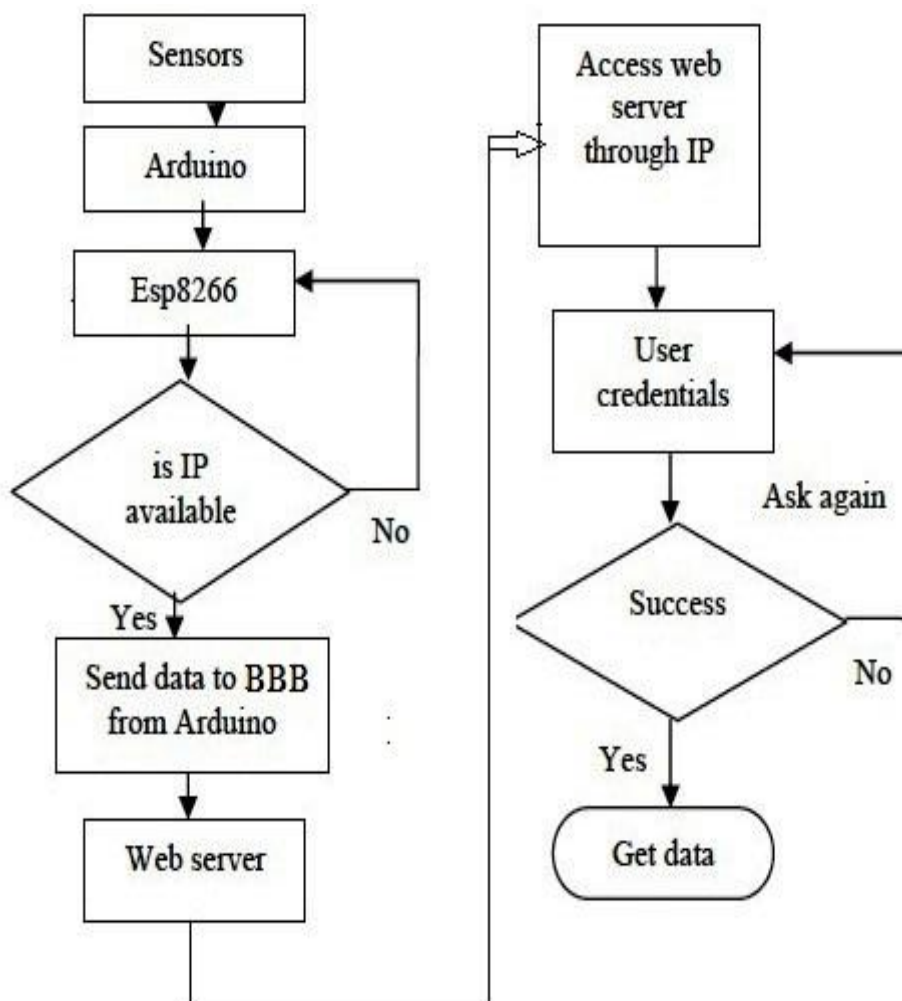 Sensors
Arduino
Esp8266
is IP
available
No
Yes
Send data to BBB
from Arduino
Web server
Access web
server
through IP
User
credentials
Ask again
Success
No
Yes
Get data